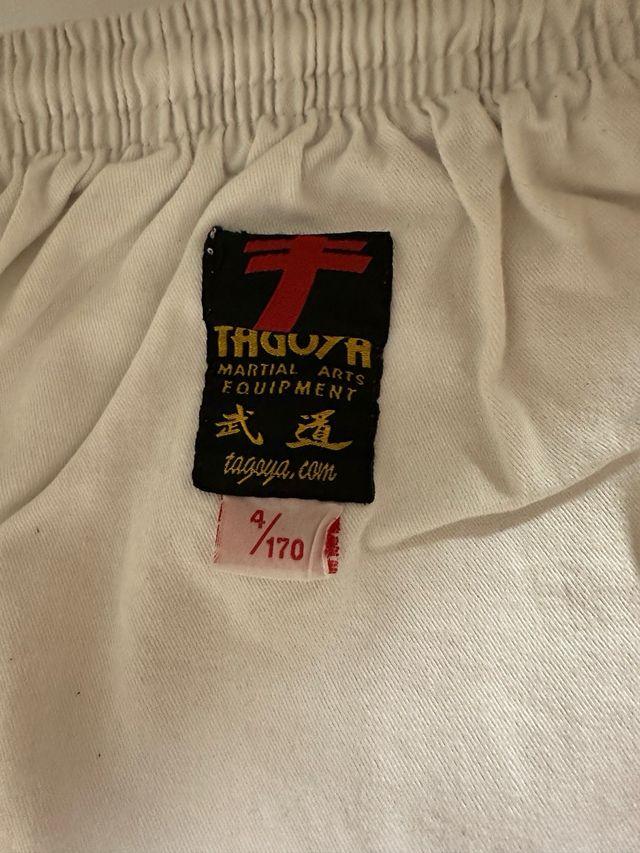 TAGOYA
MARTIAL ARTS
EQUIPMENT
武道
tagoya.com
4/170